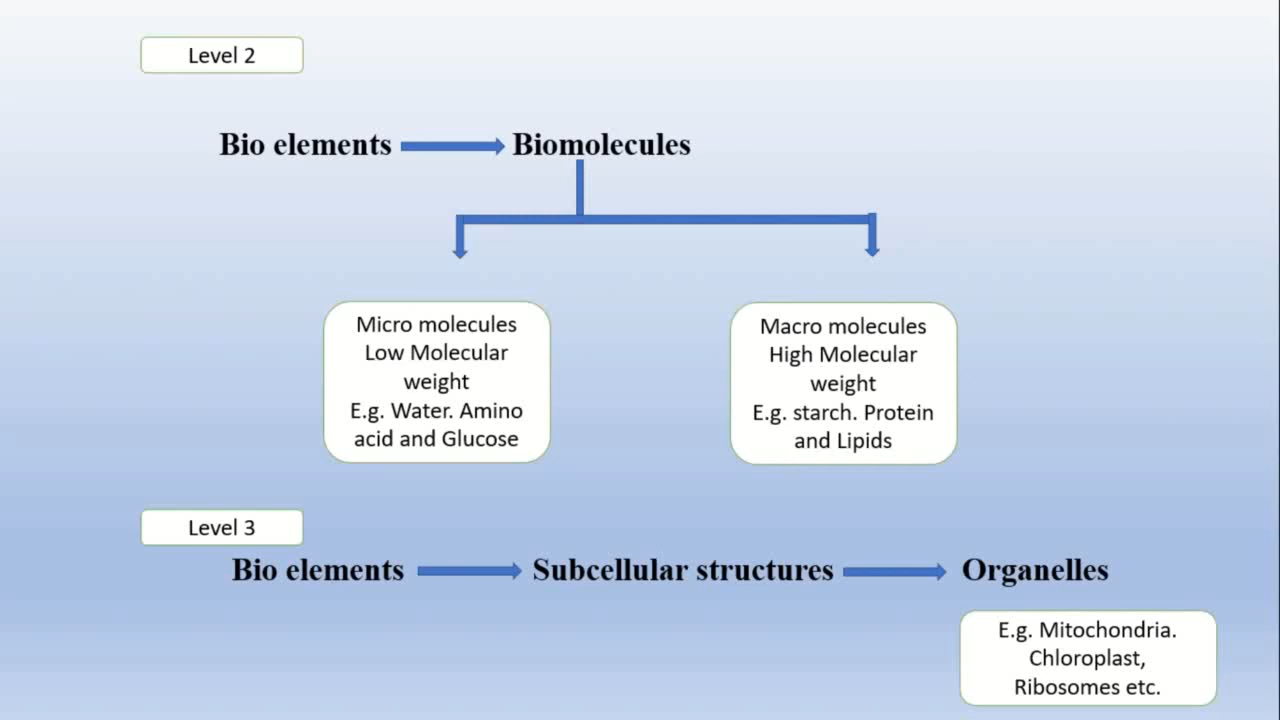 Level 2
Bio elements
Biomolecules
Micro molecules
Low Molecular
weight
E.g. Water. Amino
acid and Glucose
Macro molecules
High Molecular
weight
E.g. starch. Protein
and Lipids
Level 3
Bio elements
Subcellular structures
Organelles
E.g. Mitochondria.
Chloroplast,
Ribosomes etc.